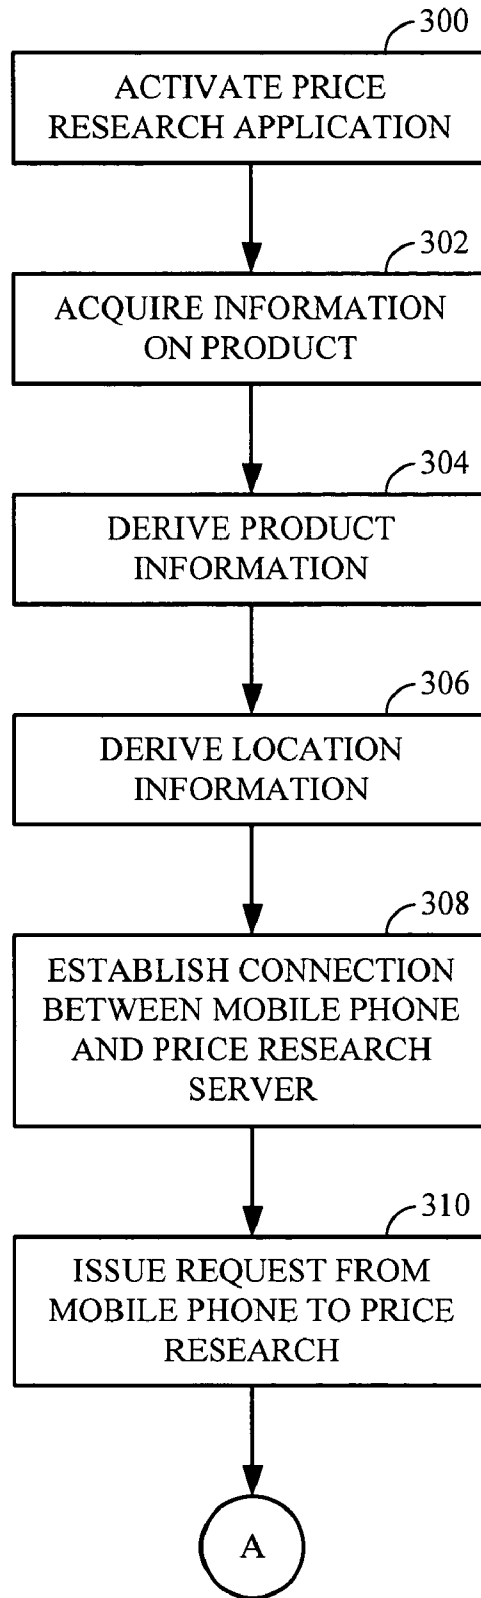 300
ACTIVATE PRICE
RESEARCH APPLICATION
302
ACQUIRE INFORMATION
ON PRODUCT
304
DERIVE PRODUCT
INFORMATION
306
DERIVE LOCATION
INFORMATION
308
ESTABLISH CONNECTION
BETWEEN MOBILE PHONE
AND PRICE RESEARCH
SERVER
310
ISSUE REQUEST FROM
MOBILE PHONE TO PRICE
RESEARCH
A